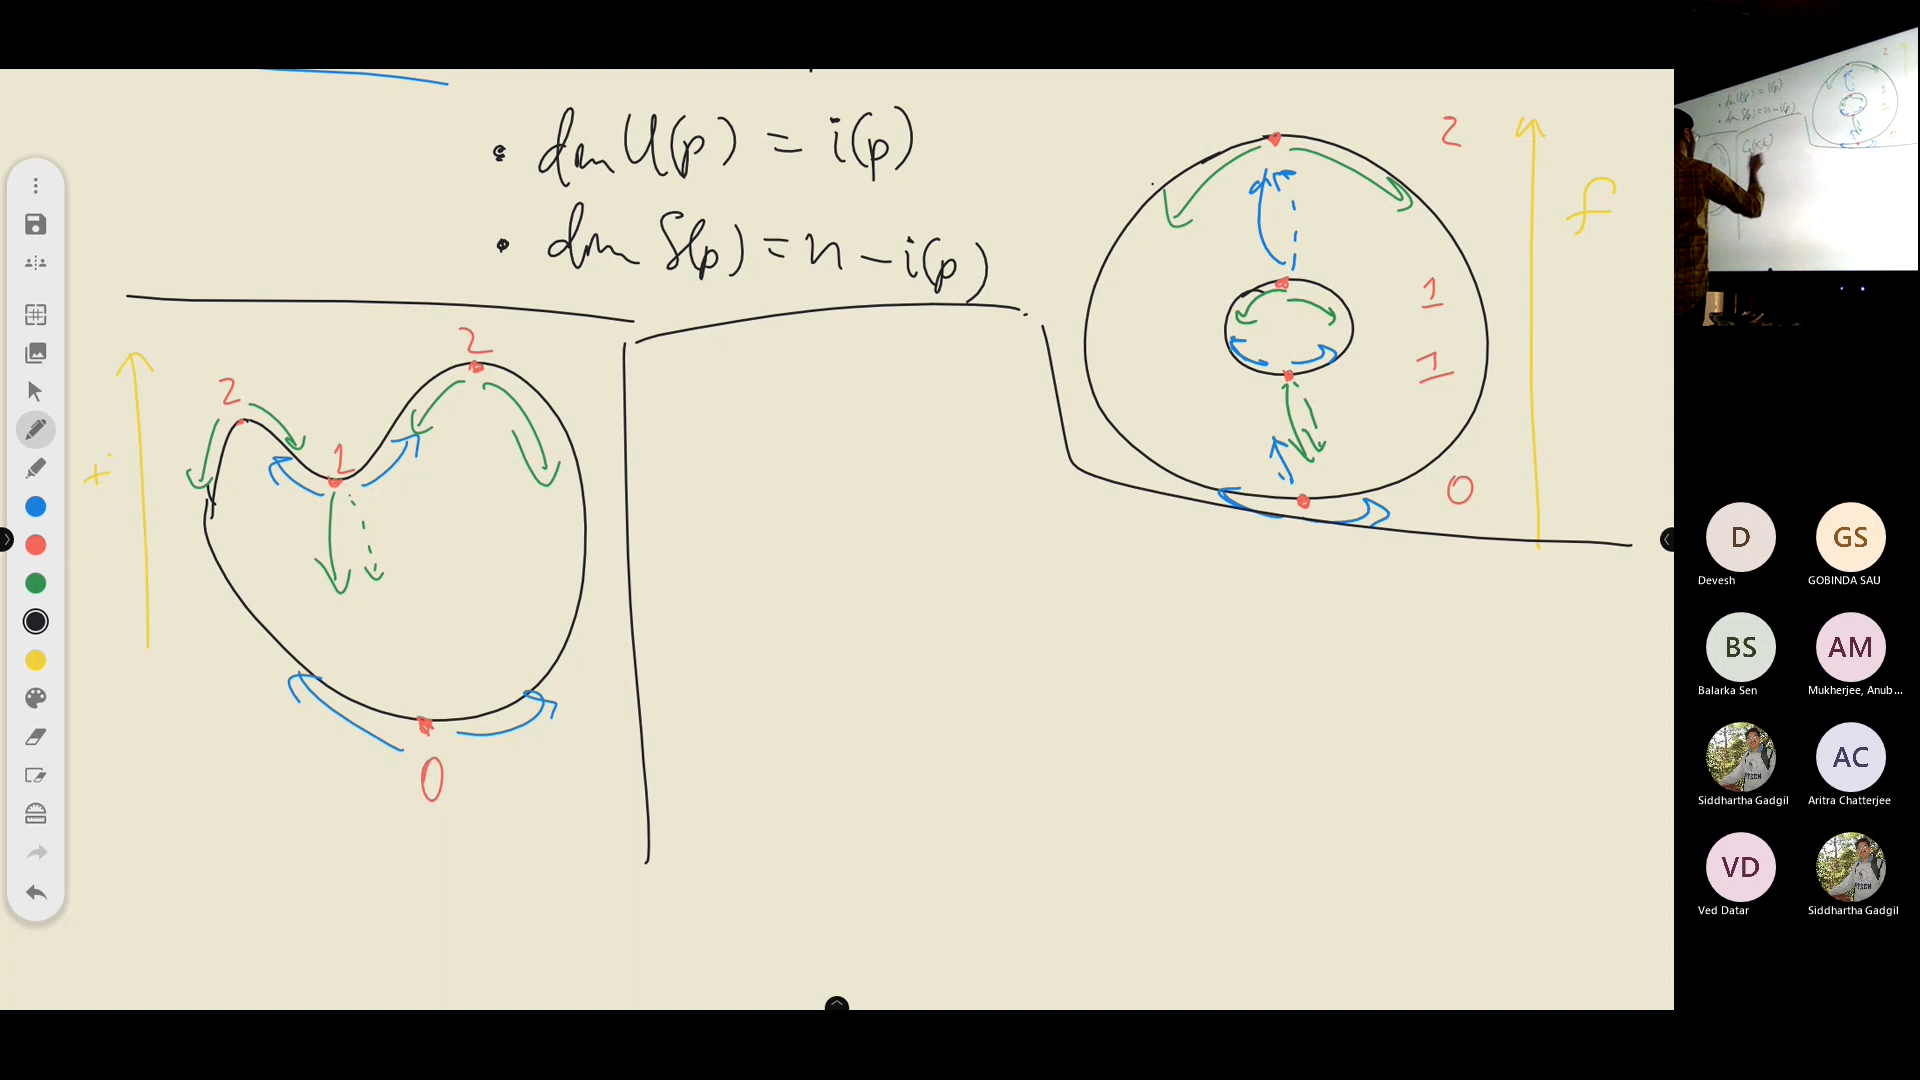 • dim U(p) = i(p)
• dim S(p) = n - i(p)
2
f
1
1
0
2
2
1
0
D
GS
Devesh
GOBINDA SAU
BS
AM
Balarka Sen
Mukherjee, Anub...
AC
Siddhartha Gadgil
Aritra Chatterjee
VD
Ved Datar
Siddhartha Gadgil